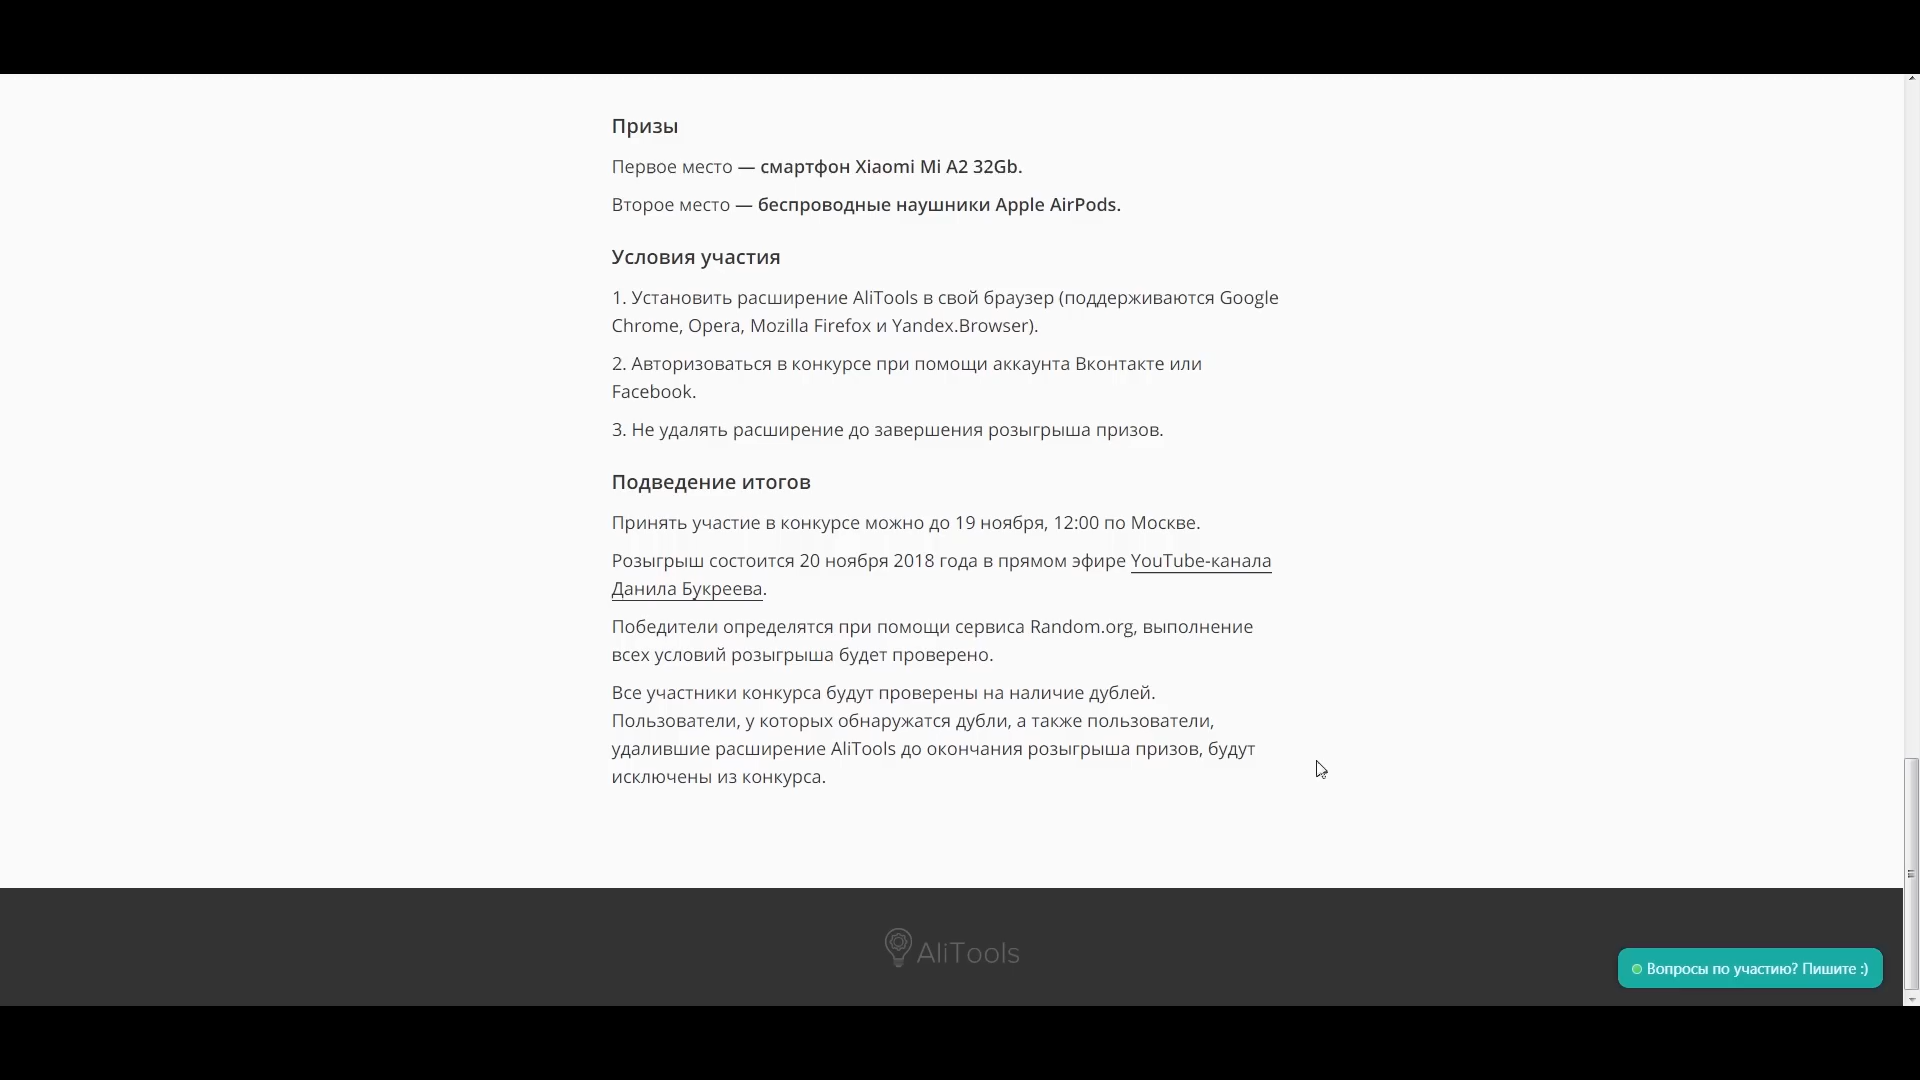 Призы
Первое место — смартфон Xiaomi Mi A2 32Gb.
Второе место — беспроводные наушники Apple AirPods.
Условия участия
1. Установить расширение AliTools в свой браузер (поддерживаются Google
Chrome, Opera, Mozilla Firefox и Yandex.Browser).
2. Авторизоваться в конкурсе при помощи аккаунта Вконтакте или
Facebook.
3. Не удалять расширение до завершения розыгрыша призов.
Подведение итогов
Принять участие в конкурсе можно до 19 ноября, 12:00 по Москве.
Розыгрыш состоится 20 ноября 2018 года в прямом эфире YouTube-канала
Данила Букреева.
Победители определятся при помощи сервиса Random.org, выполнение
всех условий розыгрыша будет проверено.
Все участники конкурса будут проверены на наличие дублей.
Пользователи, у которых обнаружатся дубли, а также пользователи,
удалившие расширение AliTools до окончания розыгрыша призов, будут
исключены из конкурса.
AliTools
Вопросы по участию? Пишите :)